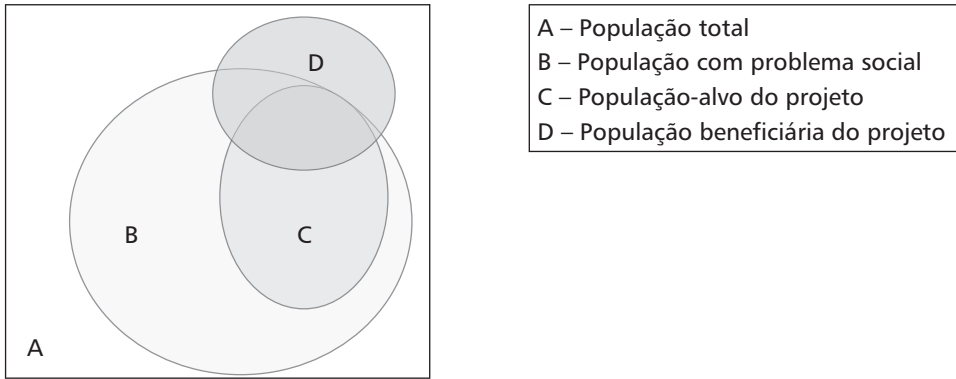 D
B
C
A
A – População total
B – População com problema social
C – População-alvo do projeto
D – População beneficiária do projeto